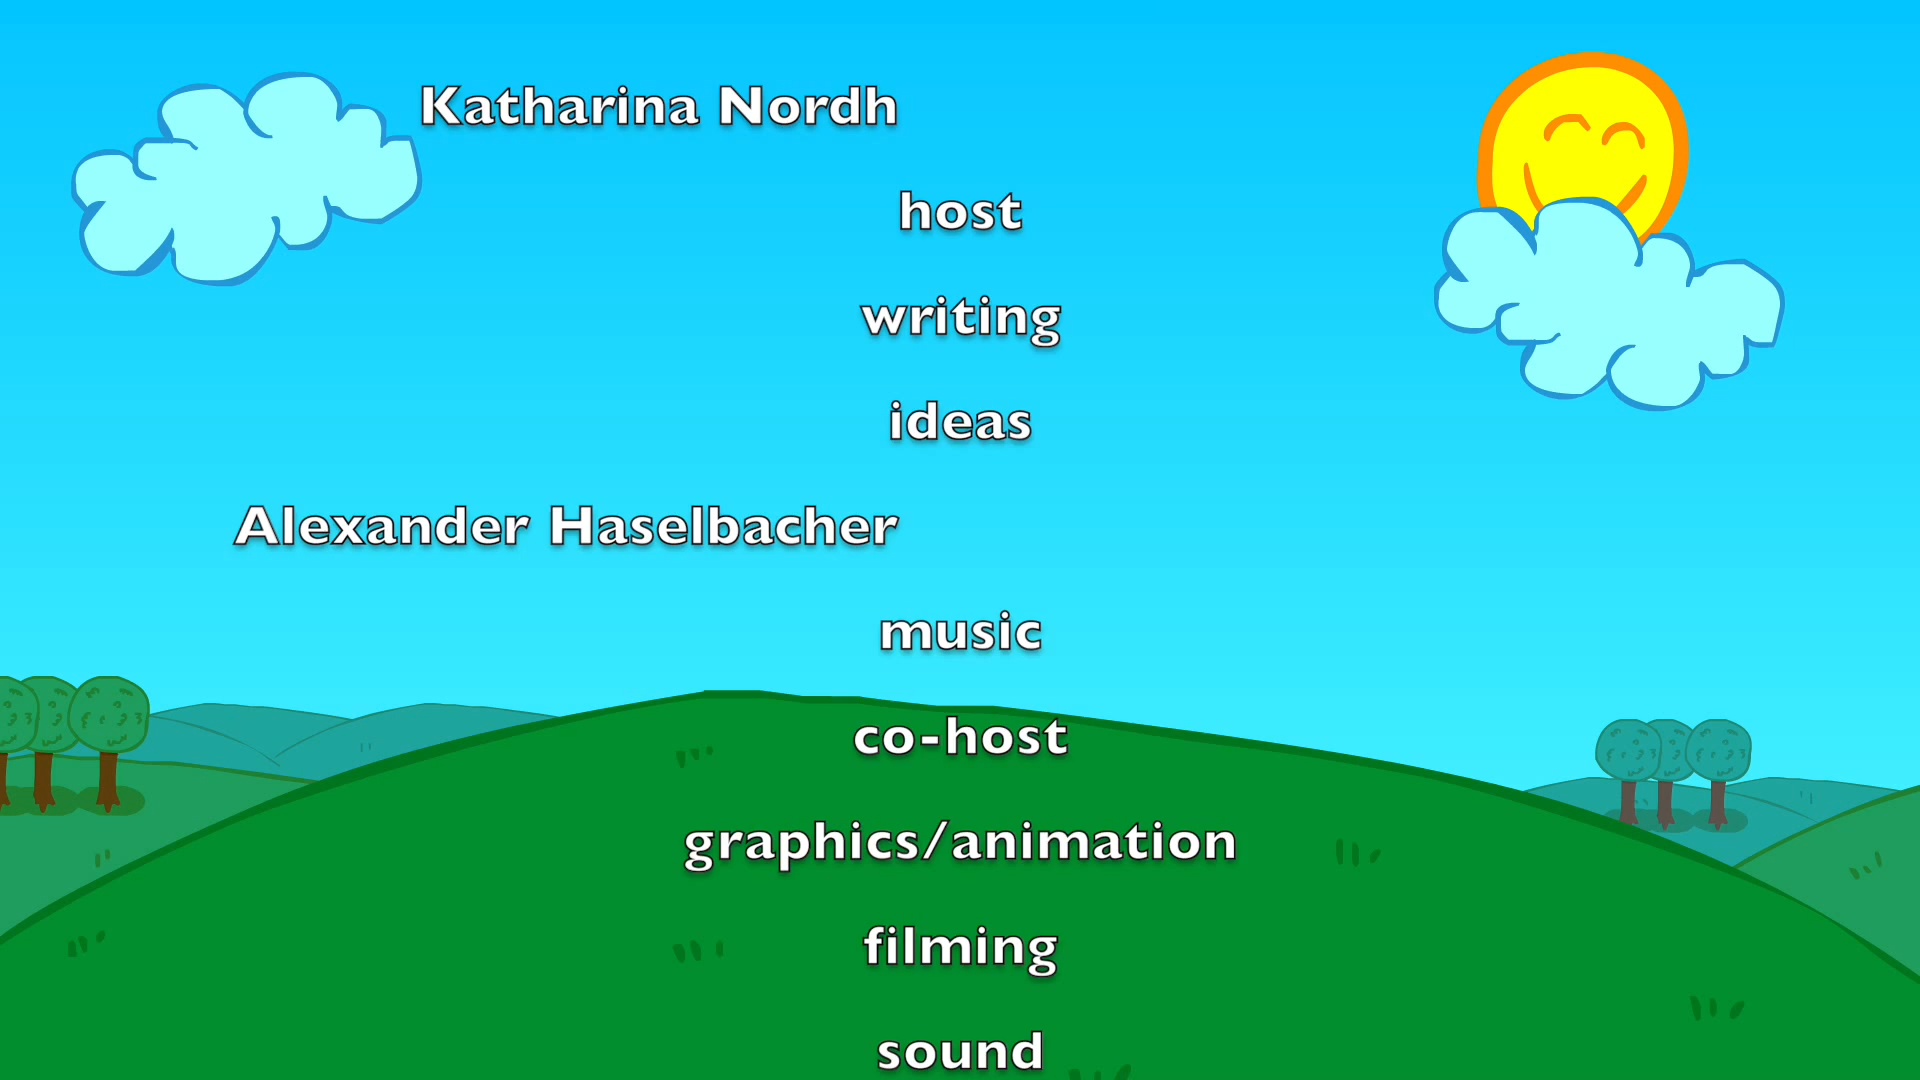 Katharina Nordh
host
writing
ideas
Alexander Haselbacher
music
co-host
graphics/animation
filming
sound